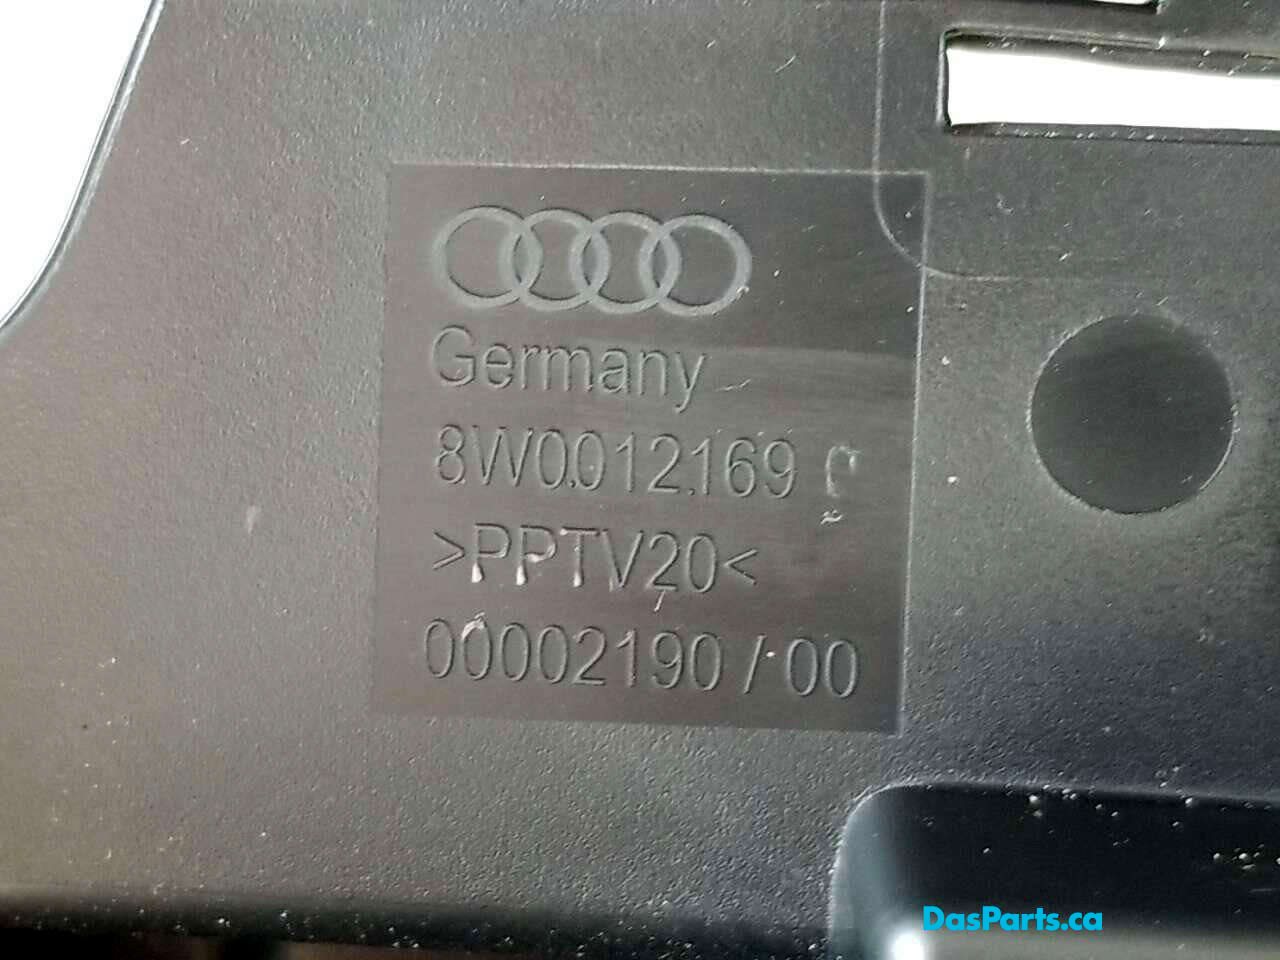 Germany
8W0.012.169
>PPTV20<
00002190 / 00
DasParts.ca